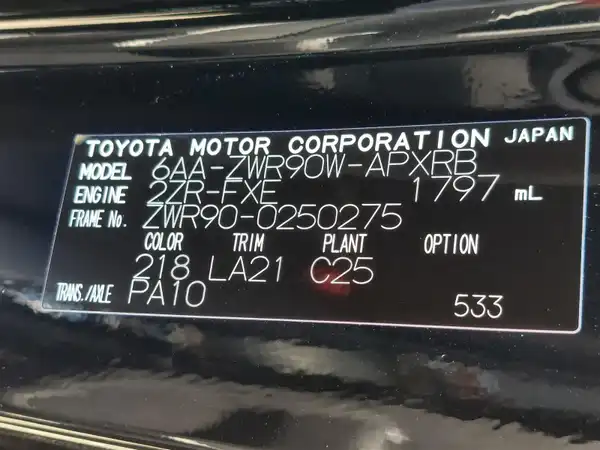 TOYOTA MOTOR CORPORATION JAPAN
MODEL 6AA-ZWR90W-APXRB
ENGINE 2ZR-FXE 1797 mL
FRAME No. ZWR90-0250275
COLOR TRIM PLANT OPTION
218 LA21 C25
TRANS./AXLE PA10 533